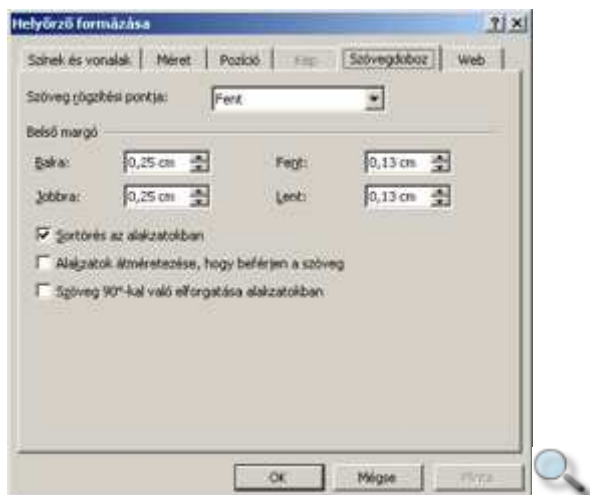 Helyőrző formázása
Színek és vonalak Méret Pozíció Kép Szövegdoboz Web
Szöveg rögzítési pontja: Fent
Belső margó
Balra: 0,25 cm Fent: 0,13 cm
Jobbra: 0,25 cm Lent: 0,13 cm
Sortörés az alakzatokban
Alakzatok átméretezése, hogy beférjen a szöveg
Szöveg 90°-kal való elforgatása alakzatokban
OK Mégse Minta